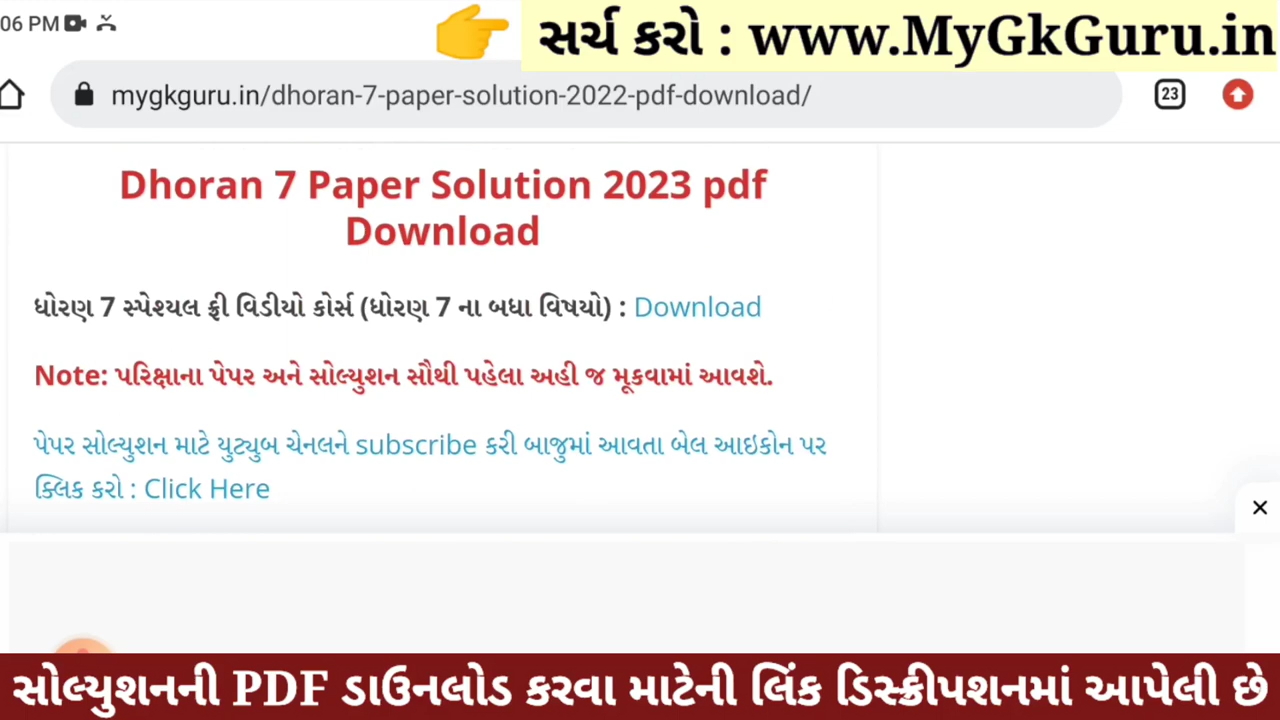 06 PM
સર્ચ કરો : www.MyGkGuru.in
mygkguru.in/dhoran-7-paper-solution-2022-pdf-download/
23
Dhoran 7 Paper Solution 2023 pdf
Download
ધોરણ 7 સ્પેશ્યલ ફ્રી વિડીયો કોર્સ (ધોરણ 7 ના બધા વિષયો) : Download
Note: પરિક્ષાના પેપર અને સોલ્યુશન સૌથી પહેલા અહી જ મૂકવામાં આવશે.
પેપર સોલ્યુશન માટે યુટ્યુબ ચેનલને subscribe કરી બાજુમાં આવતા બેલ આઇકોન પર
ક્લિક કરો : Click Here
સોલ્યુશનની PDF ડાઉનલોડ કરવા માટેની લિંક ડિસ્ક્રીપશનમાં આપેલી છે